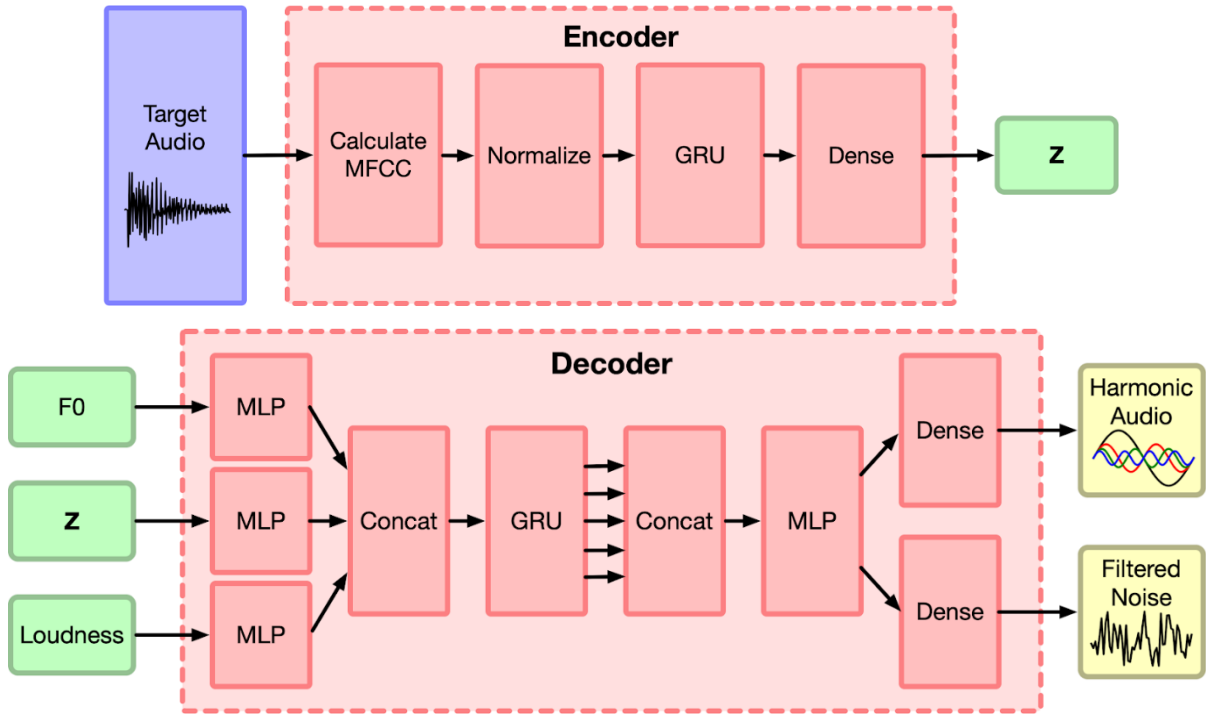 Encoder
Target
Audio
Calculate
MFCC
Normalize
GRU
Dense
z
Decoder
F0
MLP
Harmonic
Audio
Dense
z
MLP
Concat
GRU
Concat
MLP
Filtered
Noise
Loudness
MLP
Dense